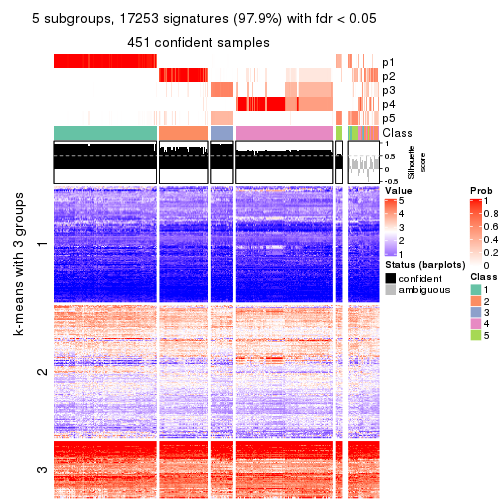 5 subgroups, 17253 signatures (97.9%) with fdr < 0.05
451 confident samples
p1
p2
p3
p4
p5
Class
1
0.5
0
-0.5
Silhouette
score
k-means with 3 groups
1
2
3
Value
5
4
3
2
1
Status (barplots)
confident
ambiguous
Prob
1
0.8
0.6
0.4
0.2
0
Class
1
2
3
4
5